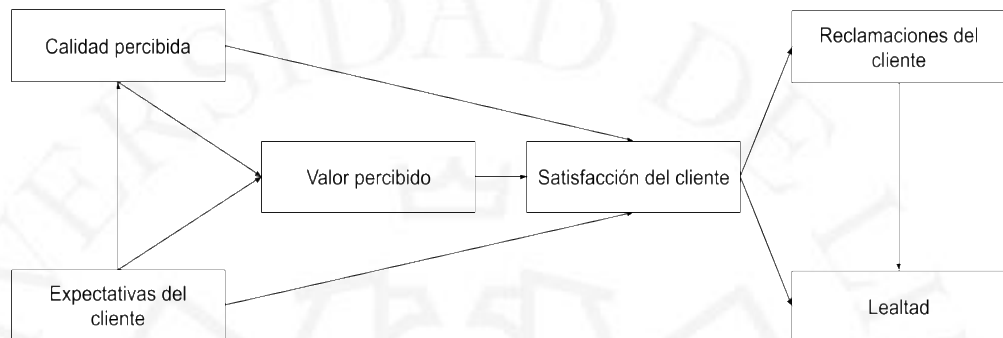 Calidad percibida
Reclamaciones del
cliente
Valor percibido
Satisfacción del cliente
Expectativas del
cliente
Lealtad